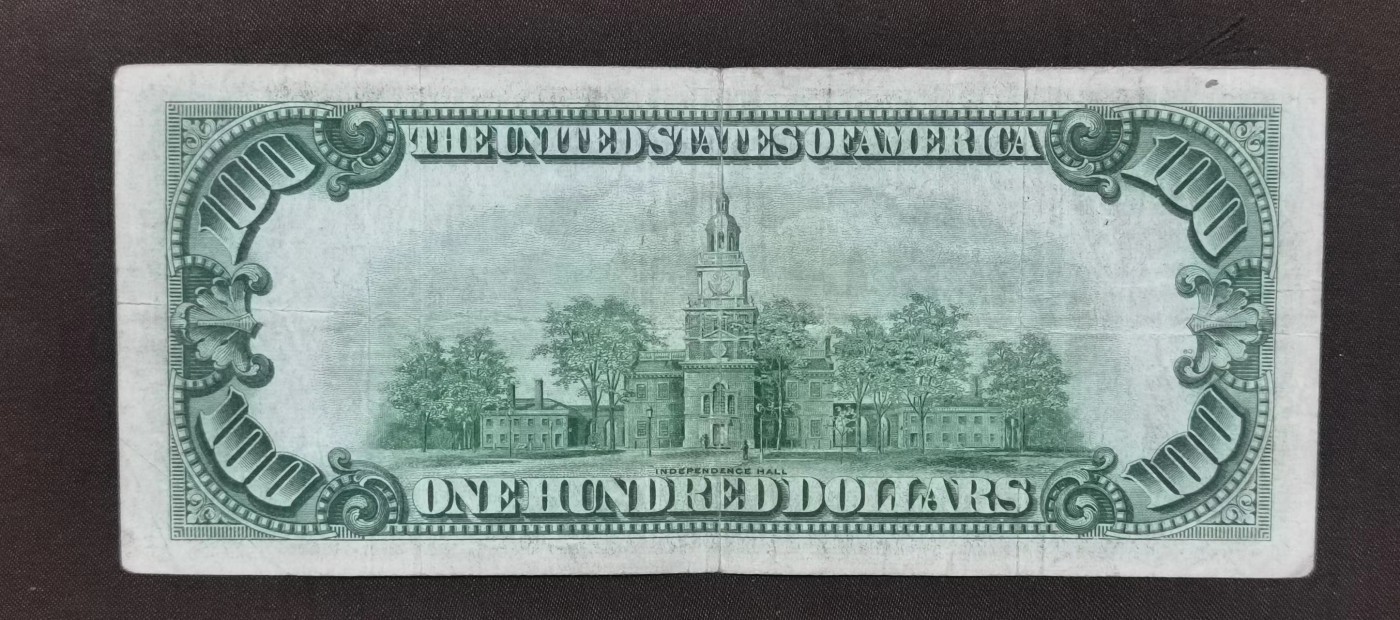 THE UNITED STATES OF AMERICA
100
100
INDEPENDENCE HALL
100
100
ONE HUNDRED DOLLARS